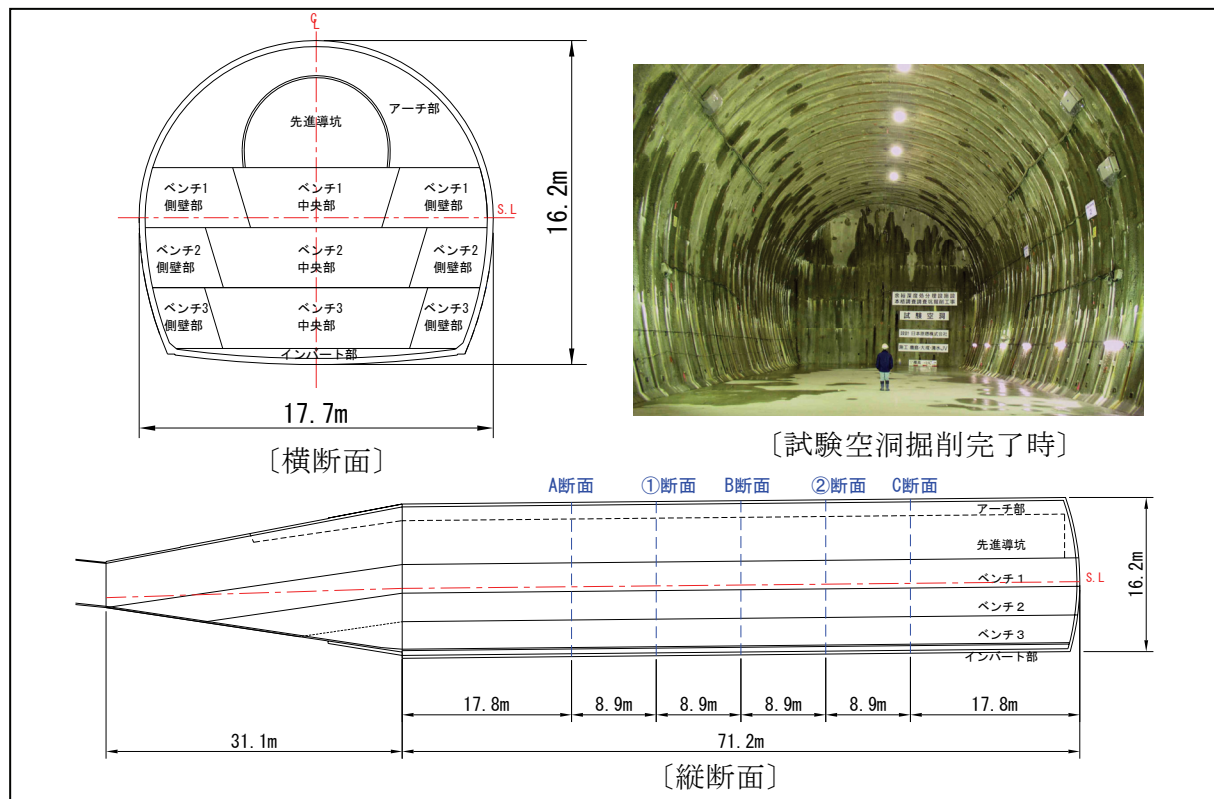 C
L
アーチ部
先進導坑
ベンチ1
側壁部
ベンチ1
中央部
ベンチ1
側壁部
S.L
ベンチ2
側壁部
ベンチ2
中央部
ベンチ2
側壁部
ベンチ3
側壁部
ベンチ3
中央部
ベンチ3
側壁部
インバート部
16.2m
17.7m
〔横断面〕
試験空洞
〔試験空洞掘削完了時〕
A断面
①断面
B断面
②断面
C断面
アーチ部
先進導坑
ベンチ1
S.L
ベンチ2
ベンチ3
インバート部
16.2m
17.8m
8.9m
8.9m
8.9m
8.9m
17.8m
31.1m
71.2m
〔縦断面〕